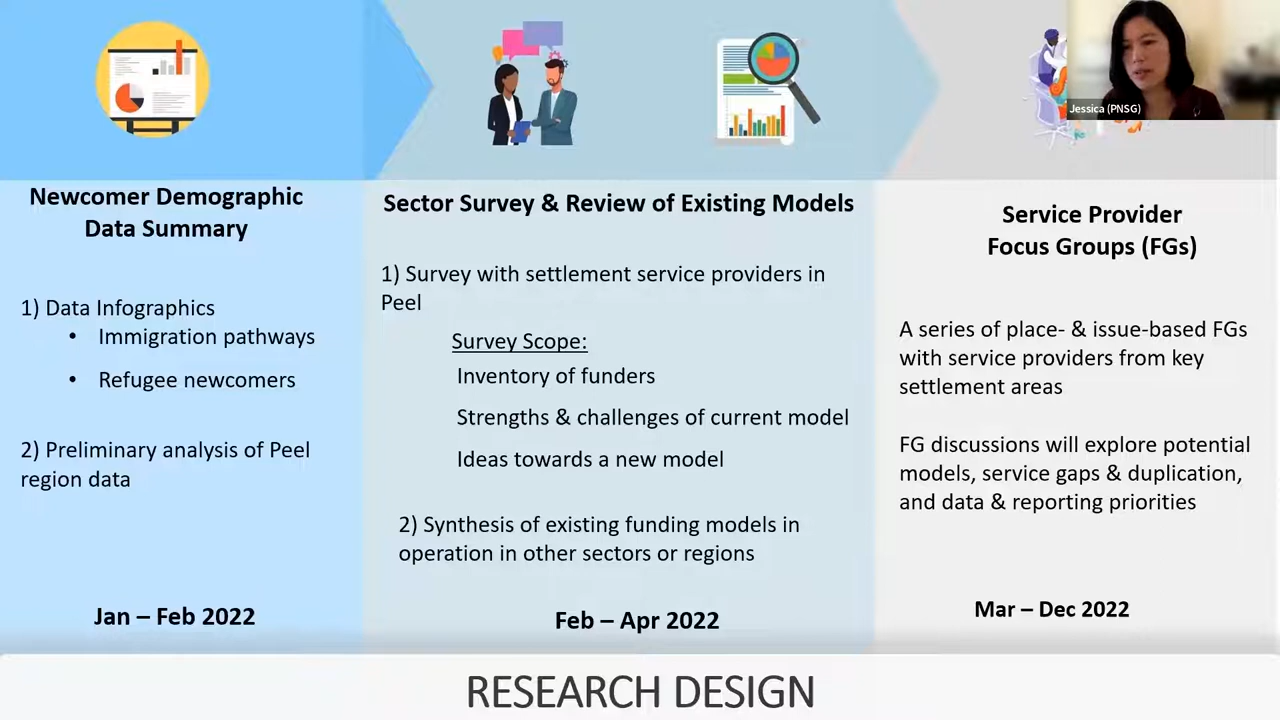 Jessica (PNSG)
Newcomer Demographic
Data Summary
1) Data Infographics
• Immigration pathways
• Refugee newcomers
2) Preliminary analysis of Peel
region data
Jan – Feb 2022
Sector Survey & Review of Existing Models
1) Survey with settlement service providers in
Peel
Survey Scope:
Inventory of funders
Strengths & challenges of current model
Ideas towards a new model
2) Synthesis of existing funding models in
operation in other sectors or regions
Feb – Apr 2022
Service Provider
Focus Groups (FGs)
A series of place- & issue-based FGs
with service providers from key
settlement areas
FG discussions will explore potential
models, service gaps & duplication,
and data & reporting priorities
Mar – Dec 2022
RESEARCH DESIGN